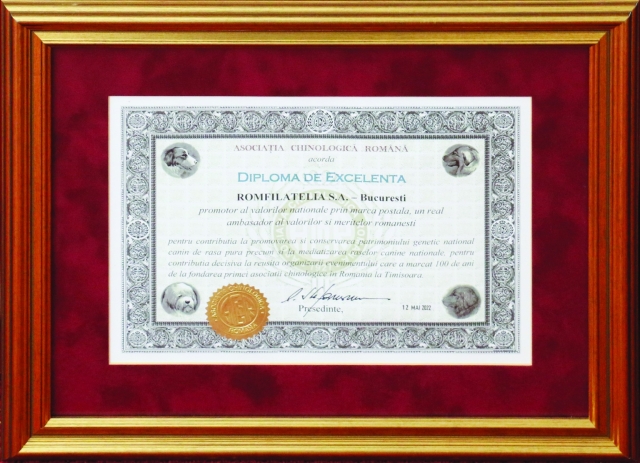 ASOCIAȚIA CHINOLOGICĂ ROMÂNĂ
acorda
DIPLOMA DE EXCELENTA
ROMFILATELIA S.A. – Bucuresti
promotor al valorilor nationale prin marca postala, un real
ambasador al valorilor si meritelor romanesti
pentru contributia la promovarea si conservarea patrimoniului genetic national
canin de rasa pura precum si la mediatizarea raselor canine nationale, pentru
contributia decisiva la reusita organizarii evenimentului care a marcat 100 de ani
de la fondarea primei asociatii chinologice in Romania la Timisoara.
Presedinte,
12 MAI 2022